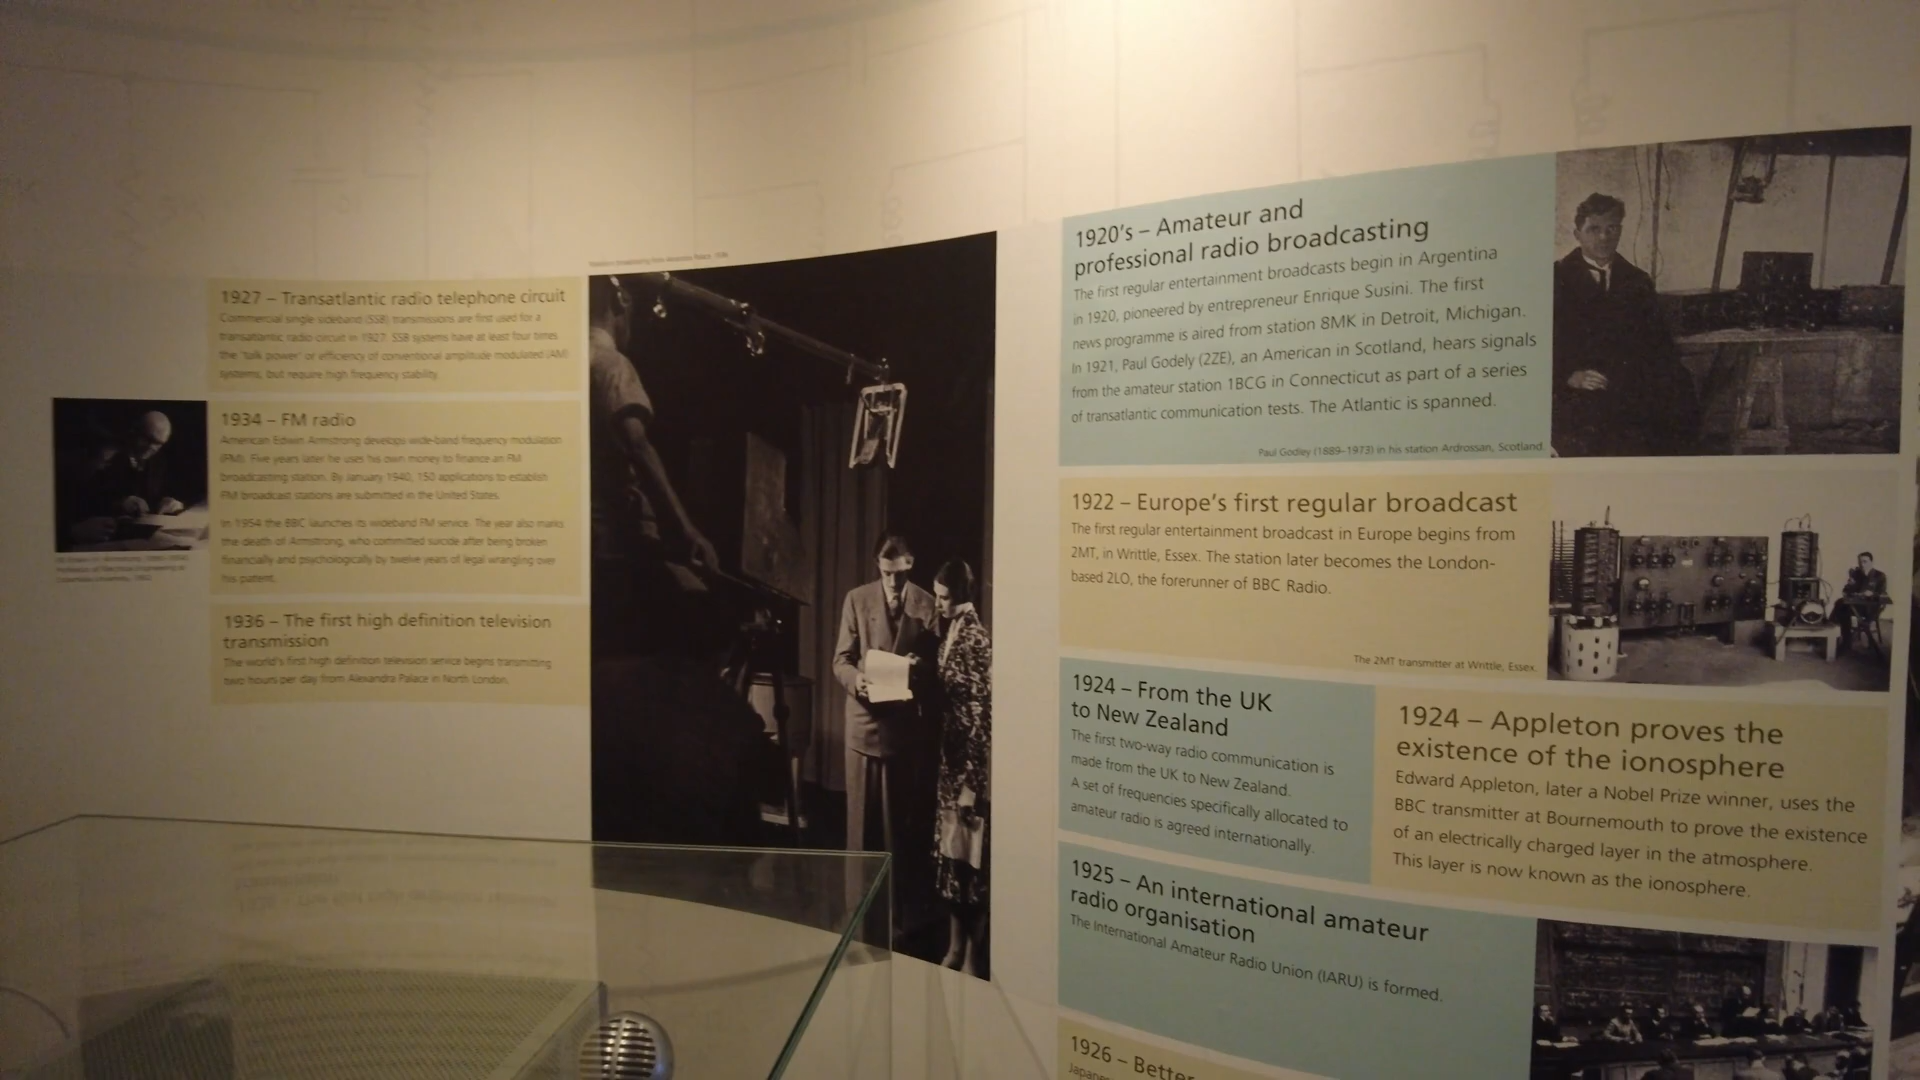 1927 – Transatlantic radio telephone circuit
Commercial single sideband (SSB) transmissions are first used for a
transatlantic radio circuit in 1927. SSB systems have at least four times
the "talk power" or efficiency of conventional amplitude modulated (AM)
systems, but require high frequency stability.
1934 – FM radio
American Edwin Armstrong develops wide-band frequency modulation
(FM). Five years later he uses his own money to finance an FM
broadcasting station. By January 1940, 150 applications to establish
FM broadcast stations are submitted in the United States.
In 1954 the BBC launches its wideband FM service. The year also marks
the death of Armstrong, who committed suicide after being broken
financially and psychologically by twelve years of legal wrangling over
his patent.
1936 – The first high definition television
transmission
The world's first high definition television service begins transmitting
two hours per day from Alexandra Palace in North London.
1920's – Amateur and
professional radio broadcasting
The first regular entertainment broadcasts begin in Argentina
in 1920, pioneered by entrepreneur Enrique Susini. The first
news programme is aired from station 8MK in Detroit, Michigan.
In 1921, Paul Godely (2ZE), an American in Scotland, hears signals
from the amateur station 1BCG in Connecticut as part of a series
of transatlantic communication tests. The Atlantic is spanned.
Paul Godley (1889–1973) in his station Ardrossan, Scotland.
1922 – Europe's first regular broadcast
The first regular entertainment broadcast in Europe begins from
2MT, in Writtle, Essex. The station later becomes the London-
based 2LO, the forerunner of BBC Radio.
The 2MT transmitter at Writtle, Essex.
1924 – From the UK
to New Zealand
The first two-way radio communication is
made from the UK to New Zealand.
A set of frequencies specifically allocated to
amateur radio is agreed internationally.
1924 – Appleton proves the
existence of the ionosphere
Edward Appleton, later a Nobel Prize winner, uses the
BBC transmitter at Bournemouth to prove the existence
of an electrically charged layer in the atmosphere.
This layer is now known as the ionosphere.
1925 – An international amateur
radio organisation
The International Amateur Radio Union (IARU) is formed.
1926 – Better